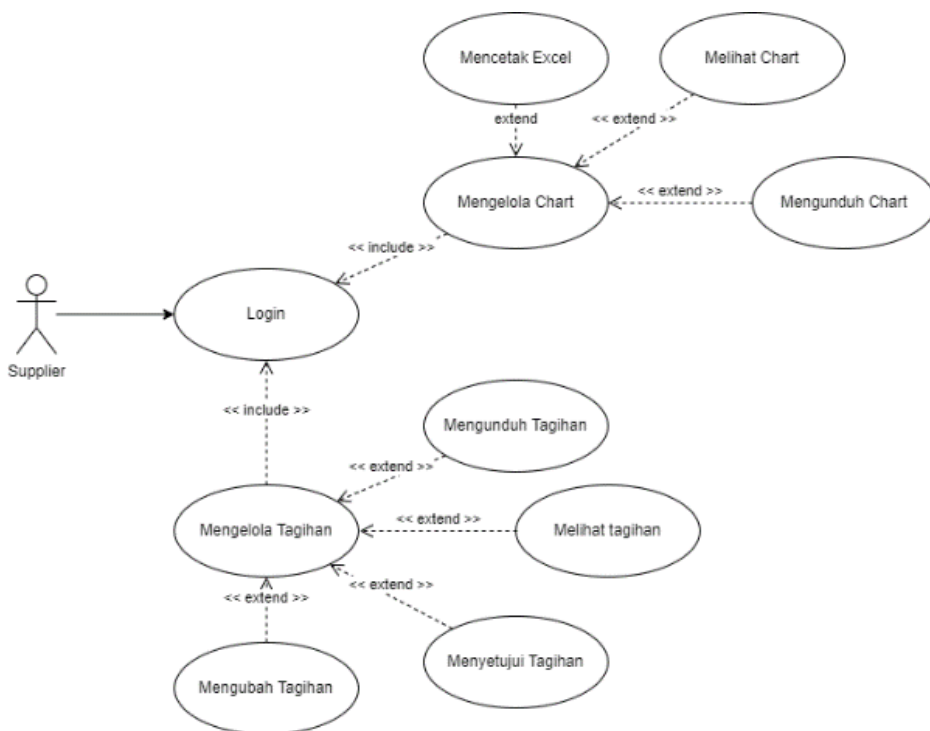 Mencetak Excel
Melihat Chart
extend
<< extend >>
Mengelola Chart
<< extend >>
Mengunduh Chart
<< include >>
Login
Supplier
<< include >>
Mengunduh Tagihan
<< extend >>
Mengelola Tagihan
<< extend >>
Melihat tagihan
<< extend >>
<< extend >>
Menyetujui Tagihan
Mengubah Tagihan